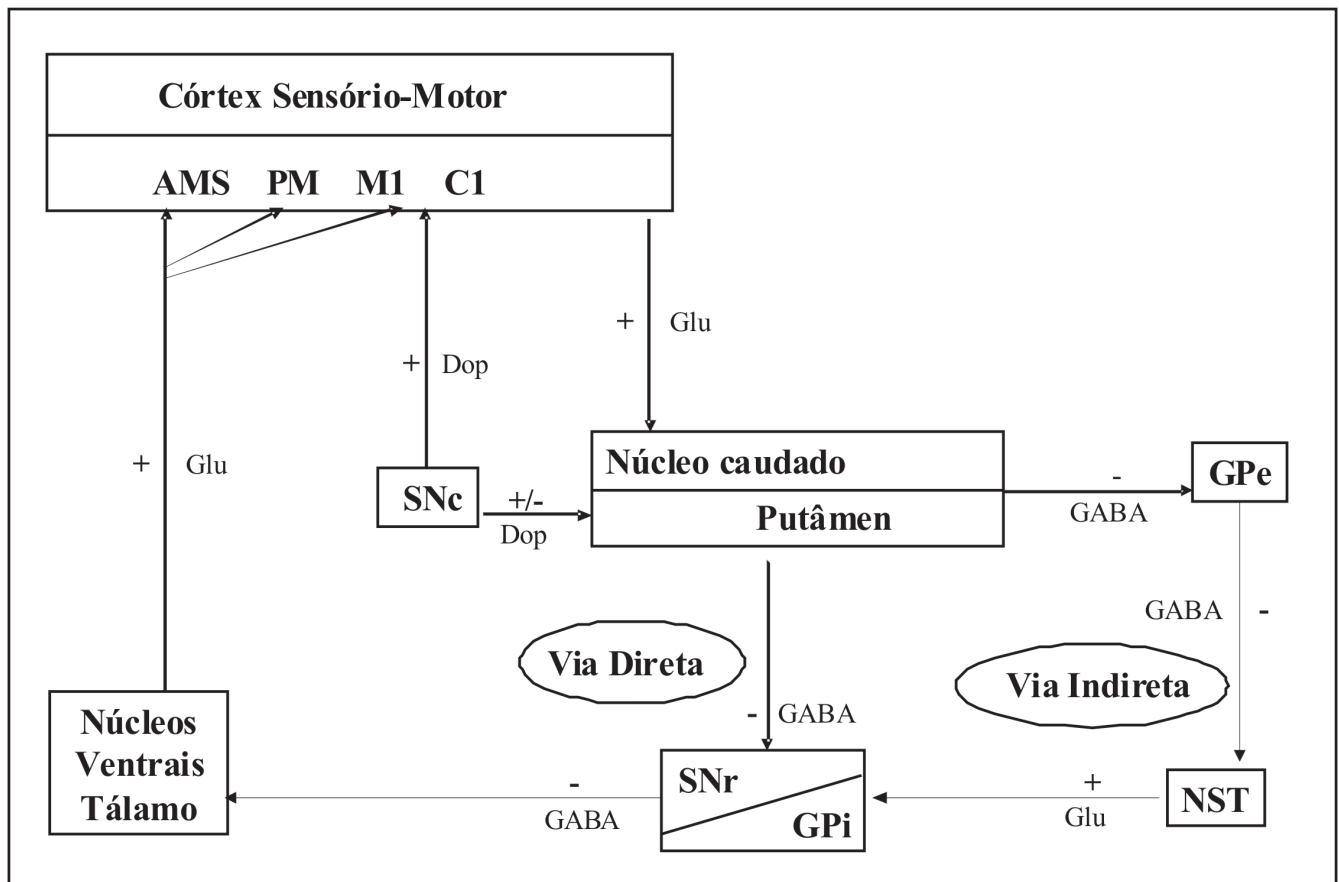 Córtex Sensório-Motor
AMS PM M1 C1
+ Glu
+ Dop
+ Glu
Núcleo caudado
Putâmen
SNc
+/-
Dop
-
GABA
GPe
GABA -
Via Direta
Via Indireta
- GABA
Núcleos
Ventrais
Tálamo
-
GABA
SNr
GPi
+
Glu
NST